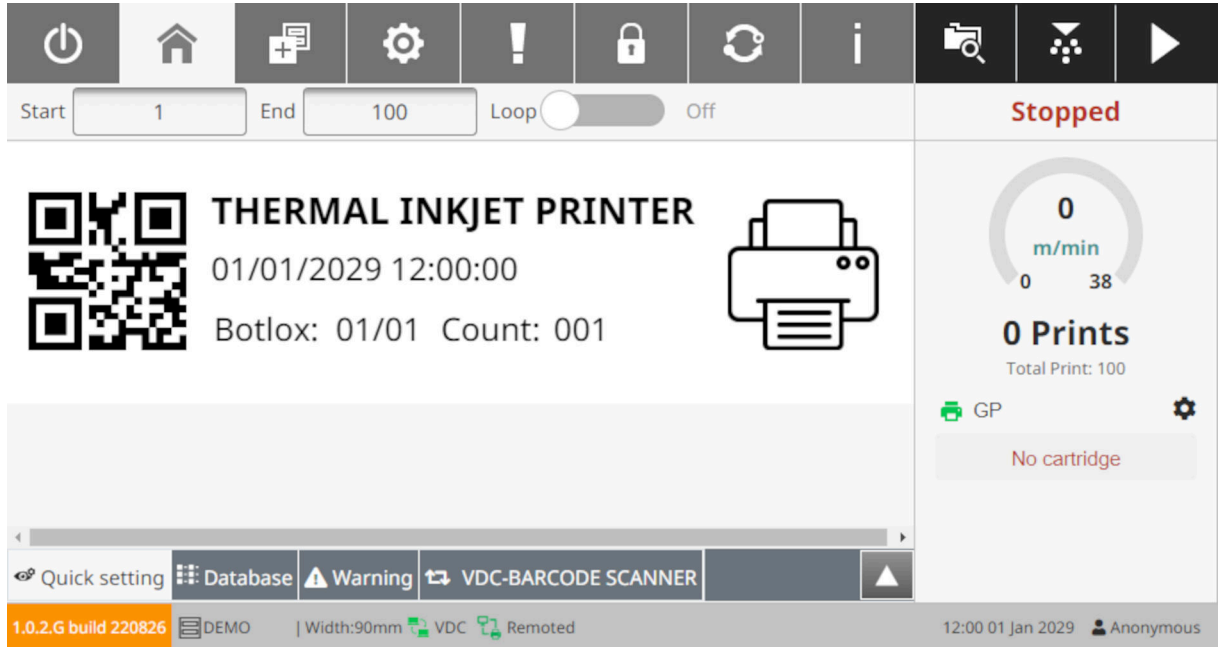 Start 1 End 100 Loop Off
Stopped
THERMAL INKJET PRINTER
01/01/2029 12:00:00
Botlox: 01/01 Count: 001
0
m/min
0 38
0 Prints
Total Print: 100
GP
No cartridge
Quick setting Database Warning VDC-BARCODE SCANNER
1.0.2.G build 220826 DEMO | Width:90mm VDC Remoted 12:00 01 Jan 2029 Anonymous